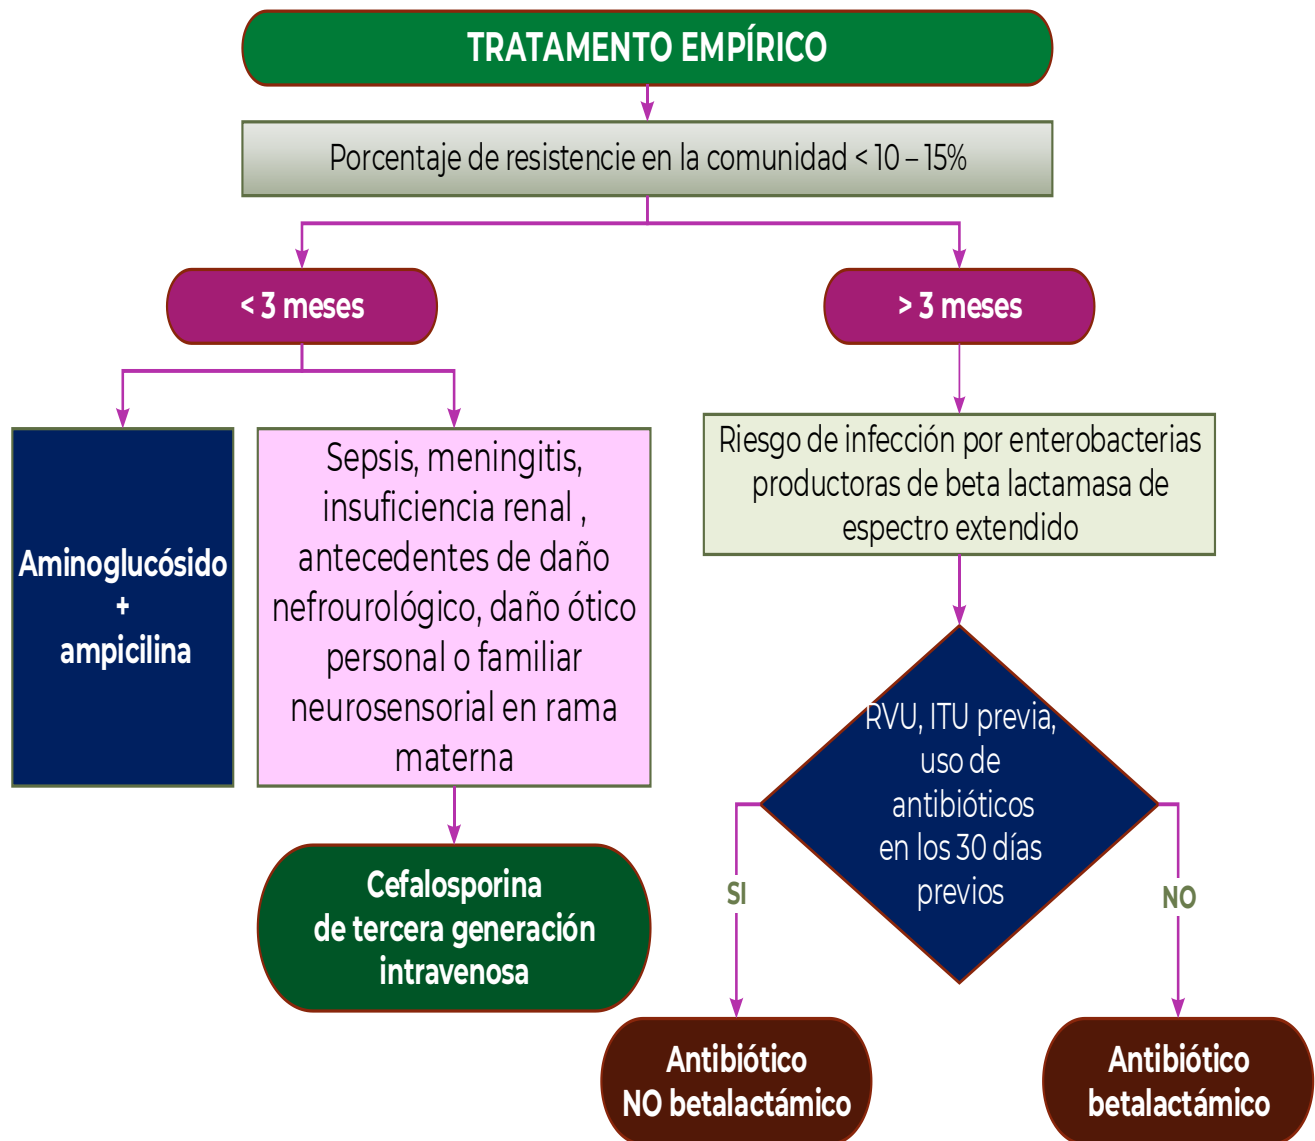 TRATAMENTO EMPÍRICO
Porcentaje de resistencie en la comunidad < 10 – 15%
< 3 meses
> 3 meses
Aminoglucósido
+
ampicilina
Sepsis, meningitis,
insuficiencia renal ,
antecedentes de daño
nefrourológico, daño ótico
personal o familiar
neurosensorial en rama
materna
Cefalosporina
de tercera generación
intravenosa
Riesgo de infección por enterobacterias
productoras de beta lactamasa de
espectro extendido
RVU, ITU previa,
uso de
antibióticos
en los 30 días
previos
SI
NO
Antibiótico
NO betalactámico
Antibiótico
betalactámico